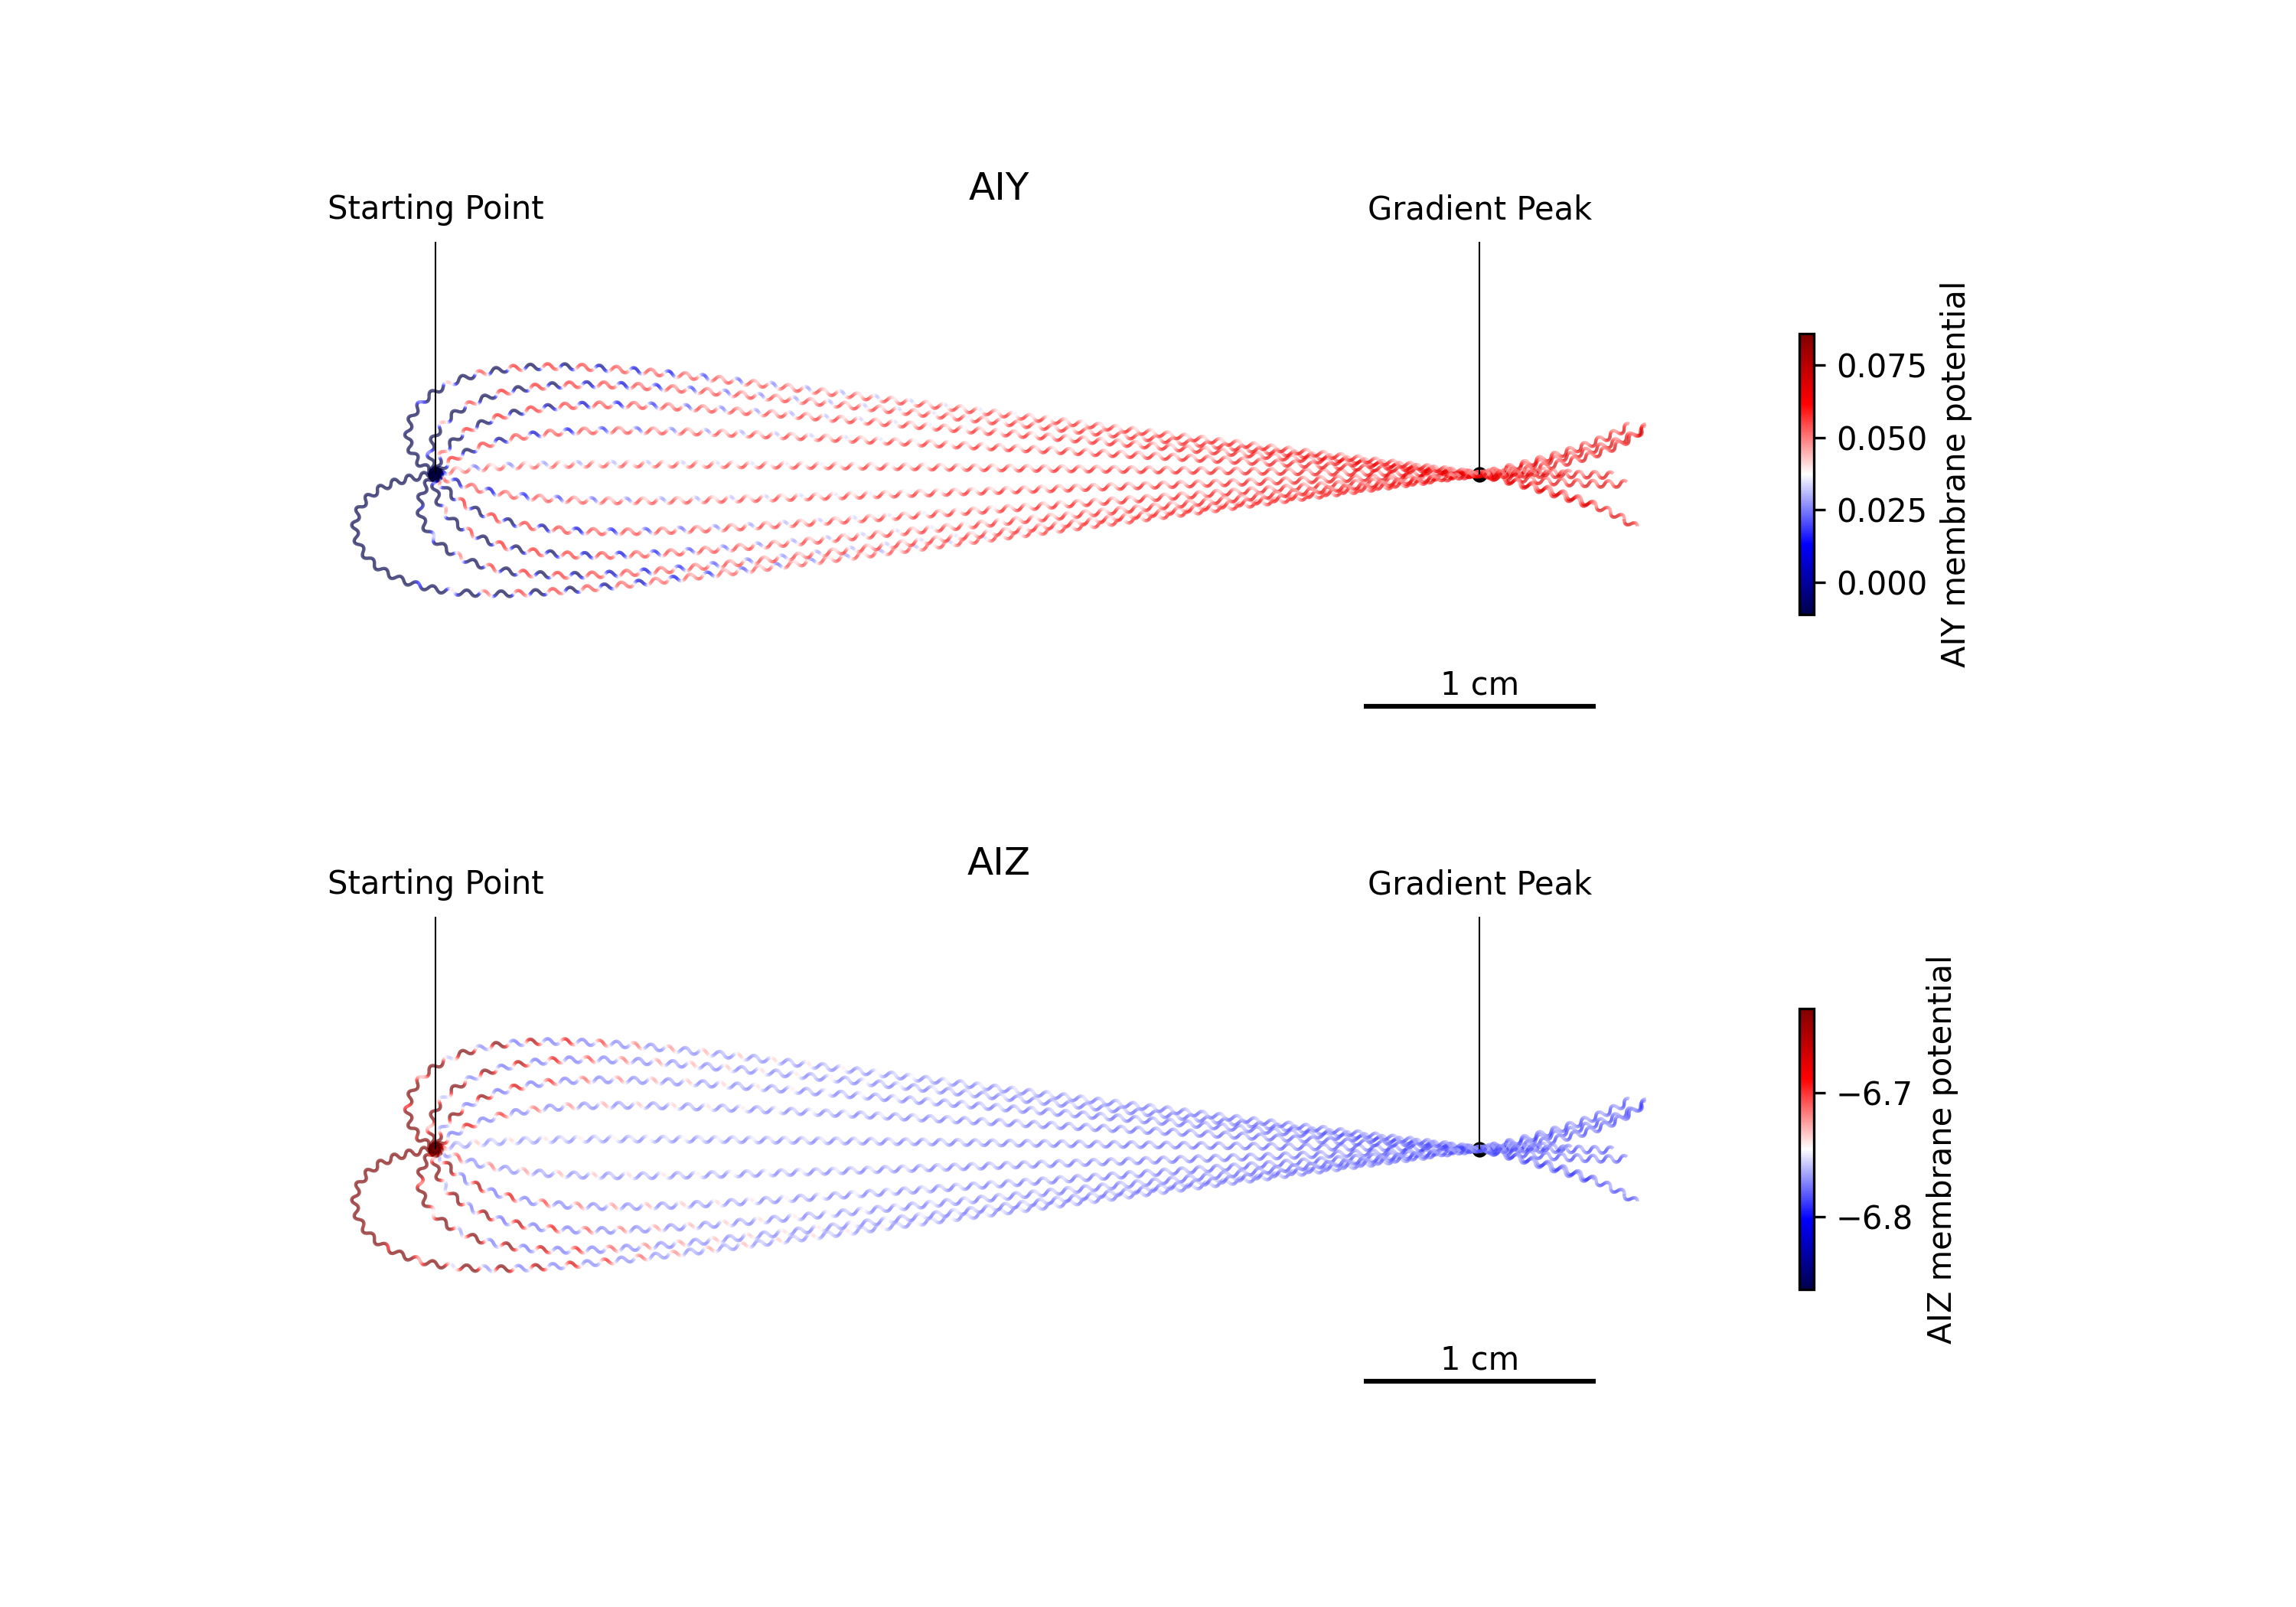 AIY
Starting Point
Gradient Peak
0.075
0.050
0.025
0.000
AIY membrane potential
1 cm
AIZ
Starting Point
Gradient Peak
−6.7
−6.8
AIZ membrane potential
1 cm